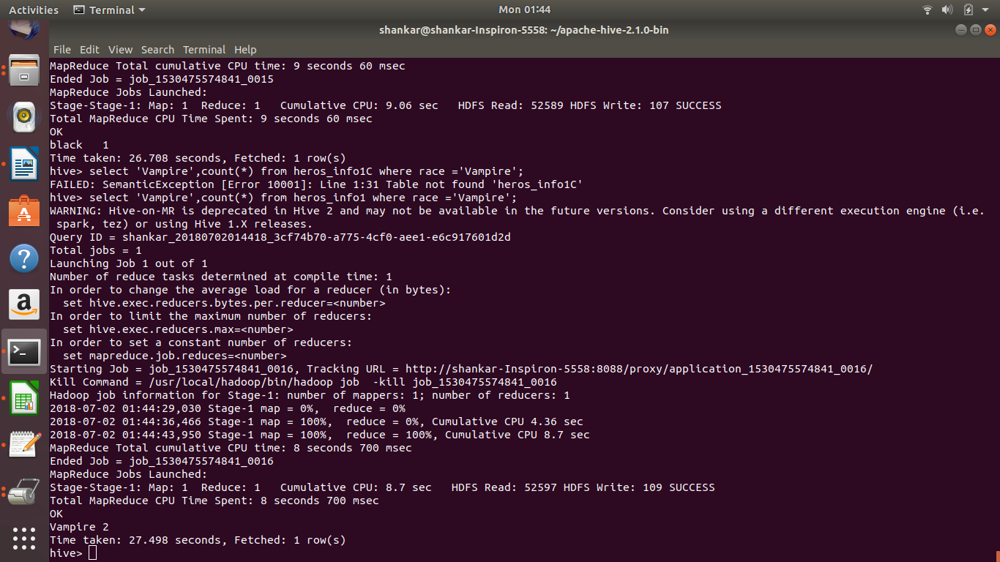 Activities
Terminal
Mon 01:44
shankar@shankar-Inspiron-5558: ~/apache-hive-2.1.0-bin
File Edit View Search Terminal Help
MapReduce Total cumulative CPU time: 9 seconds 60 msec
Ended Job = job_1530475574841_0015
MapReduce Jobs Launched:
Stage-Stage-1: Map: 1  Reduce: 1   Cumulative CPU: 9.06 sec   HDFS Read: 52589 HDFS Write: 107 SUCCESS
Total MapReduce CPU Time Spent: 9 seconds 60 msec
OK
black   1
Time taken: 26.708 seconds, Fetched: 1 row(s)
hive> select 'Vampire',count(*) from heros_info1C where race ='Vampire';
FAILED: SemanticException [Error 10001]: Line 1:31 Table not found 'heros_info1C'
hive> select 'Vampire',count(*) from heros_info1 where race ='Vampire';
WARNING: Hive-on-MR is deprecated in Hive 2 and may not be available in the future versions. Consider using a different execution engine (i.e.
 spark, tez) or using Hive 1.X releases.
Query ID = shankar_20180702014418_3cf74b70-a775-4cf0-aee1-e6c917601d2d
Total jobs = 1
Launching Job 1 out of 1
Number of reduce tasks determined at compile time: 1
In order to change the average load for a reducer (in bytes):
  set hive.exec.reducers.bytes.per.reducer=<number>
In order to limit the maximum number of reducers:
  set hive.exec.reducers.max=<number>
In order to set a constant number of reducers:
  set mapreduce.job.reduces=<number>
Starting Job = job_1530475574841_0016, Tracking URL = http://shankar-Inspiron-5558:8088/proxy/application_1530475574841_0016/
Kill Command = /usr/local/hadoop/bin/hadoop job  -kill job_1530475574841_0016
Hadoop job information for Stage-1: number of mappers: 1; number of reducers: 1
2018-07-02 01:44:29,030 Stage-1 map = 0%,  reduce = 0%
2018-07-02 01:44:36,466 Stage-1 map = 100%,  reduce = 0%, Cumulative CPU 4.36 sec
2018-07-02 01:44:43,950 Stage-1 map = 100%,  reduce = 100%, Cumulative CPU 8.7 sec
MapReduce Total cumulative CPU time: 8 seconds 700 msec
Ended Job = job_1530475574841_0016
MapReduce Jobs Launched:
Stage-Stage-1: Map: 1  Reduce: 1   Cumulative CPU: 8.7 sec   HDFS Read: 52597 HDFS Write: 109 SUCCESS
Total MapReduce CPU Time Spent: 8 seconds 700 msec
OK
Vampire 2
Time taken: 27.498 seconds, Fetched: 1 row(s)
hive>